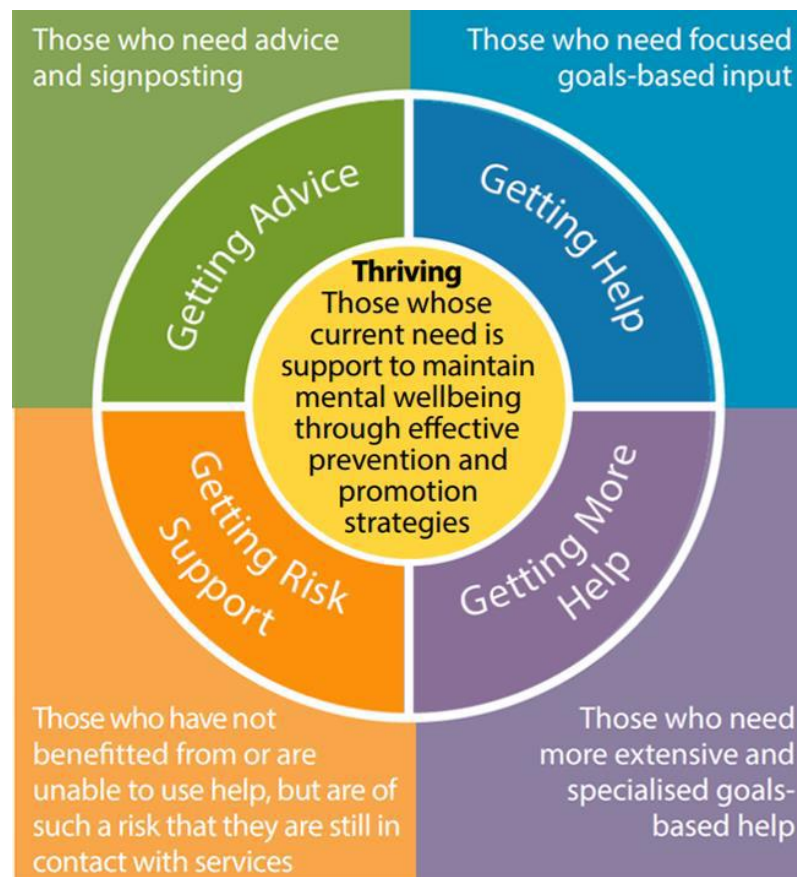 Those who need advice
and signposting
Those who need focused
goals-based input
Getting Advice
Getting Help
Thriving
Those whose
current need is
support to maintain
mental wellbeing
through effective
prevention and
promotion
strategies
Getting Risk
Support
Getting More
Help
Those who have not
benefitted from or are
unable to use help, but are of
such a risk that they are still in
contact with services
Those who need
more extensive and
specialised goals-
based help